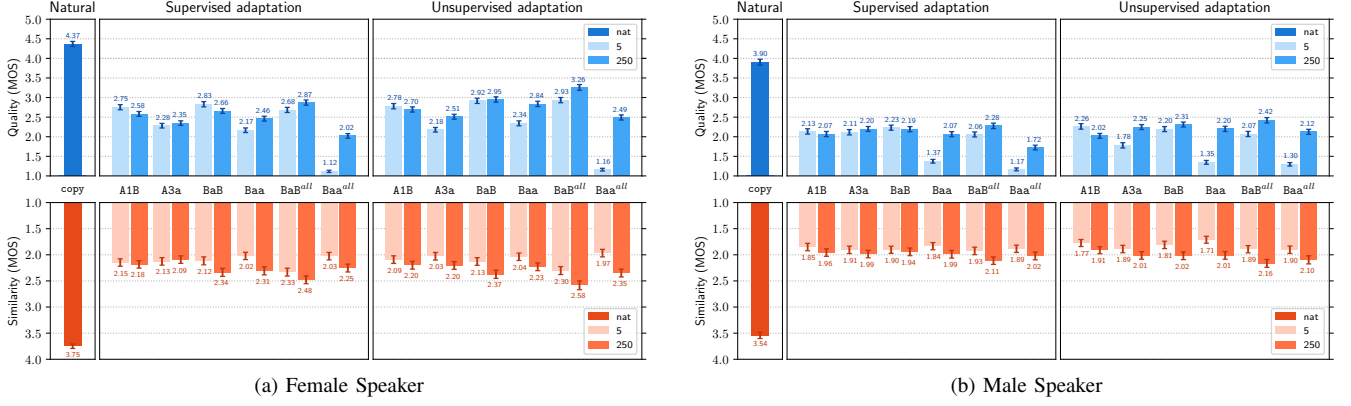 Natural Supervised adaptation Unsupervised adaptation
5.0
4.5
4.0
3.5
3.0
2.5
2.0
1.5
1.0
Quality (MOS)
4.37
2.75 2.58 2.28 2.35 2.83 2.66 2.17 2.46 2.68 2.87 1.12 2.02
2.78 2.70 2.18 2.51 2.92 2.95 2.34 2.84 2.93 3.26 1.16 2.49
nat
5
250
copy A1B A3a BaB Baa BaB^all Baa^all A1B A3a BaB Baa BaB^all Baa^all
1.0
1.5
2.0
2.5
3.0
3.5
4.0
Similarity (MOS)
3.75
2.15 2.18 2.13 2.09 2.12 2.34 2.02 2.31 2.33 2.48 2.03 2.25
2.09 2.20 2.03 2.20 2.13 2.37 2.04 2.23 2.30 2.58 1.97 2.35
nat
5
250
(a) Female Speaker
Natural Supervised adaptation Unsupervised adaptation
5.0
4.5
4.0
3.5
3.0
2.5
2.0
1.5
1.0
Quality (MOS)
3.90
2.13 2.07 2.11 2.20 2.23 2.19 1.37 2.07 2.06 2.28 1.17 1.72
2.26 2.02 1.78 2.25 2.20 2.31 1.35 2.20 2.07 2.42 1.30 2.12
nat
5
250
copy A1B A3a BaB Baa BaB^all Baa^all A1B A3a BaB Baa BaB^all Baa^all
1.0
1.5
2.0
2.5
3.0
3.5
4.0
Similarity (MOS)
3.54
1.85 1.96 1.91 1.99 1.90 1.94 1.84 1.99 1.93 2.11 1.89 2.02
1.77 1.91 1.89 2.01 1.81 2.02 1.71 2.01 1.89 2.16 1.90 2.10
nat
5
250
(b) Male Speaker